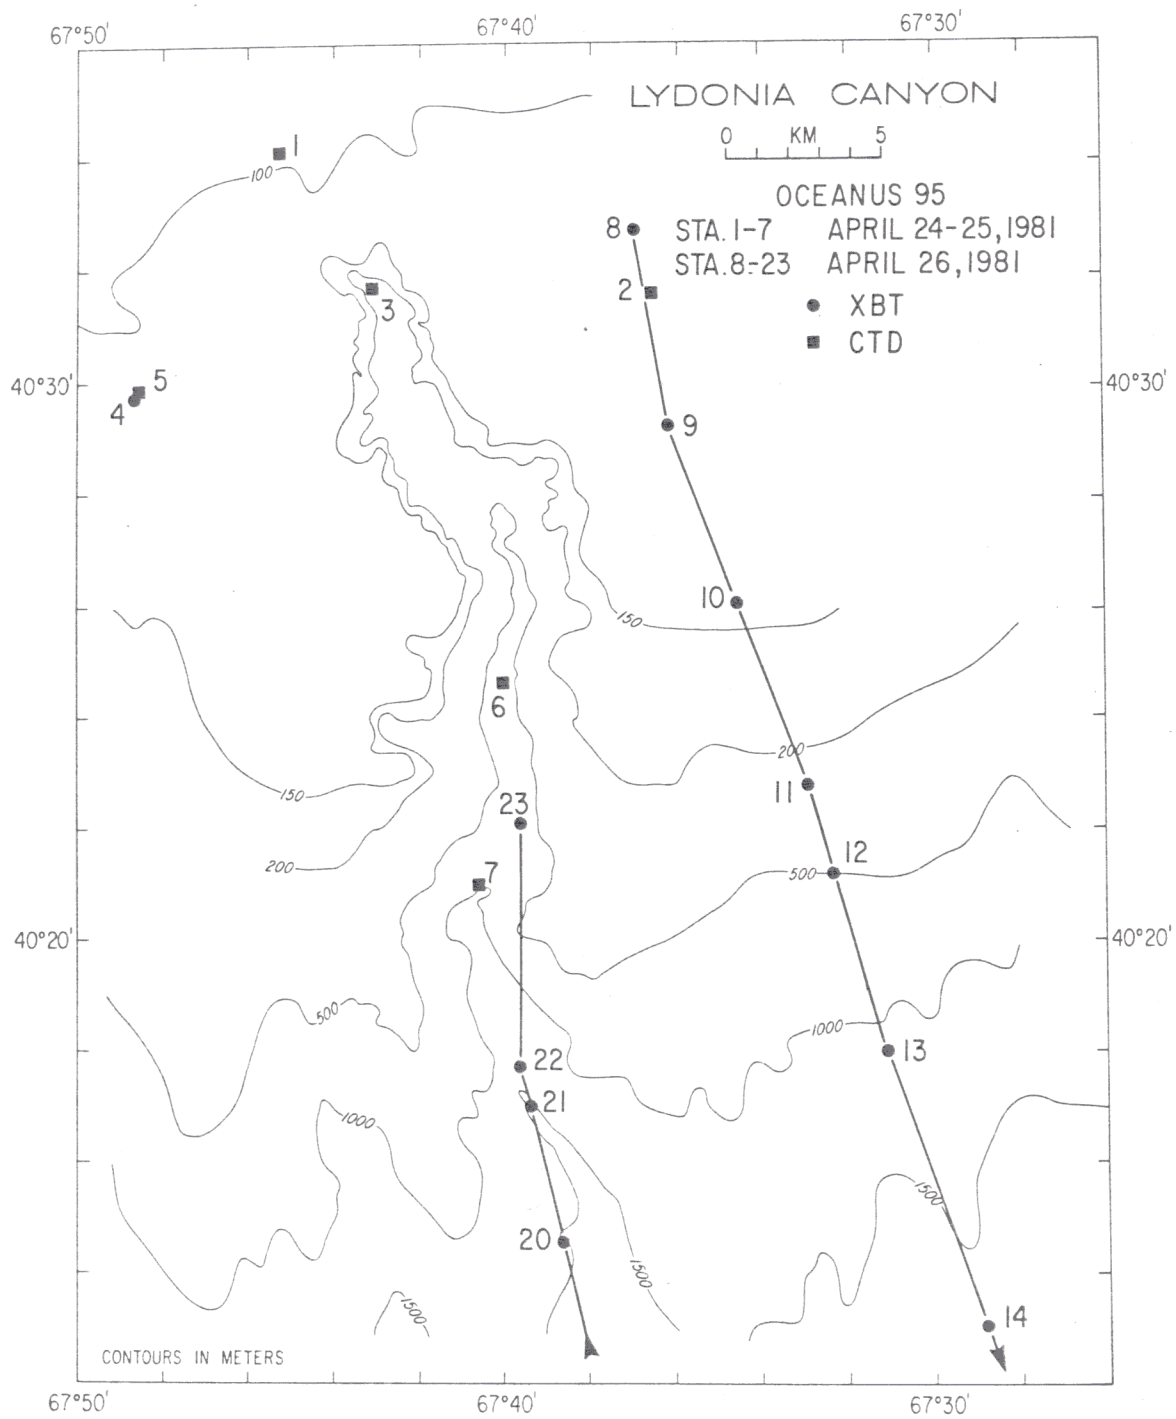 67°50' 67°40' 67°30'
LYDONIA CANYON
0 KM 5
1
100
OCEANUS 95
8 STA. 1-7 APRIL 24-25, 1981
STA. 8-23 APRIL 26, 1981
2
3
XBT
CTD
40°30' 5 40°30'
4
9
10
150
6
200
150
11
23
12
200
7
500
40°20' 40°20'
500
1000
13
22
21
1000
1500
20
1500
1500
14
CONTOURS IN METERS
67°50' 67°40' 67°30'